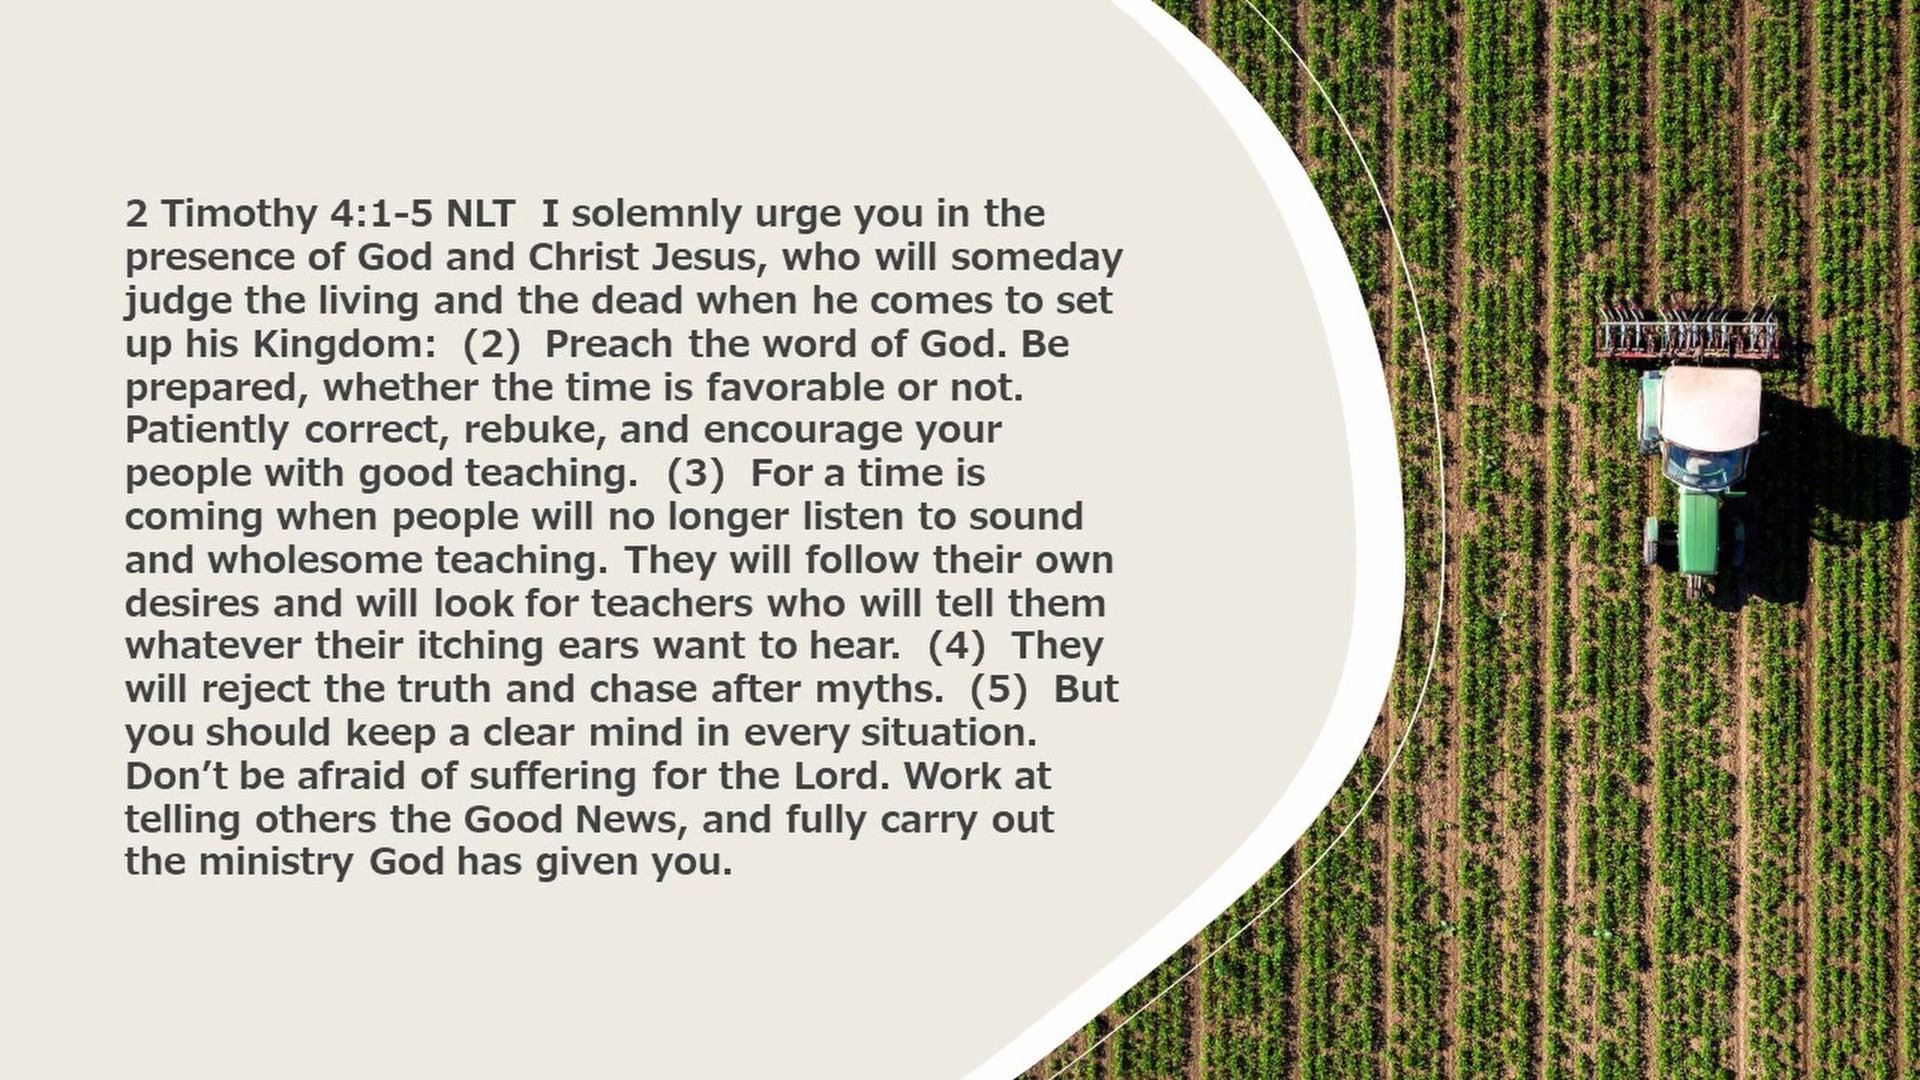 2 Timothy 4:1-5 NLT  I solemnly urge you in the
presence of God and Christ Jesus, who will someday
judge the living and the dead when he comes to set
up his Kingdom:  (2)  Preach the word of God. Be
prepared, whether the time is favorable or not.
Patiently correct, rebuke, and encourage your
people with good teaching.  (3)  For a time is
coming when people will no longer listen to sound
and wholesome teaching. They will follow their own
desires and will look for teachers who will tell them
whatever their itching ears want to hear.  (4)  They
will reject the truth and chase after myths.  (5)  But
you should keep a clear mind in every situation.
Don’t be afraid of suffering for the Lord. Work at
telling others the Good News, and fully carry out
the ministry God has given you.